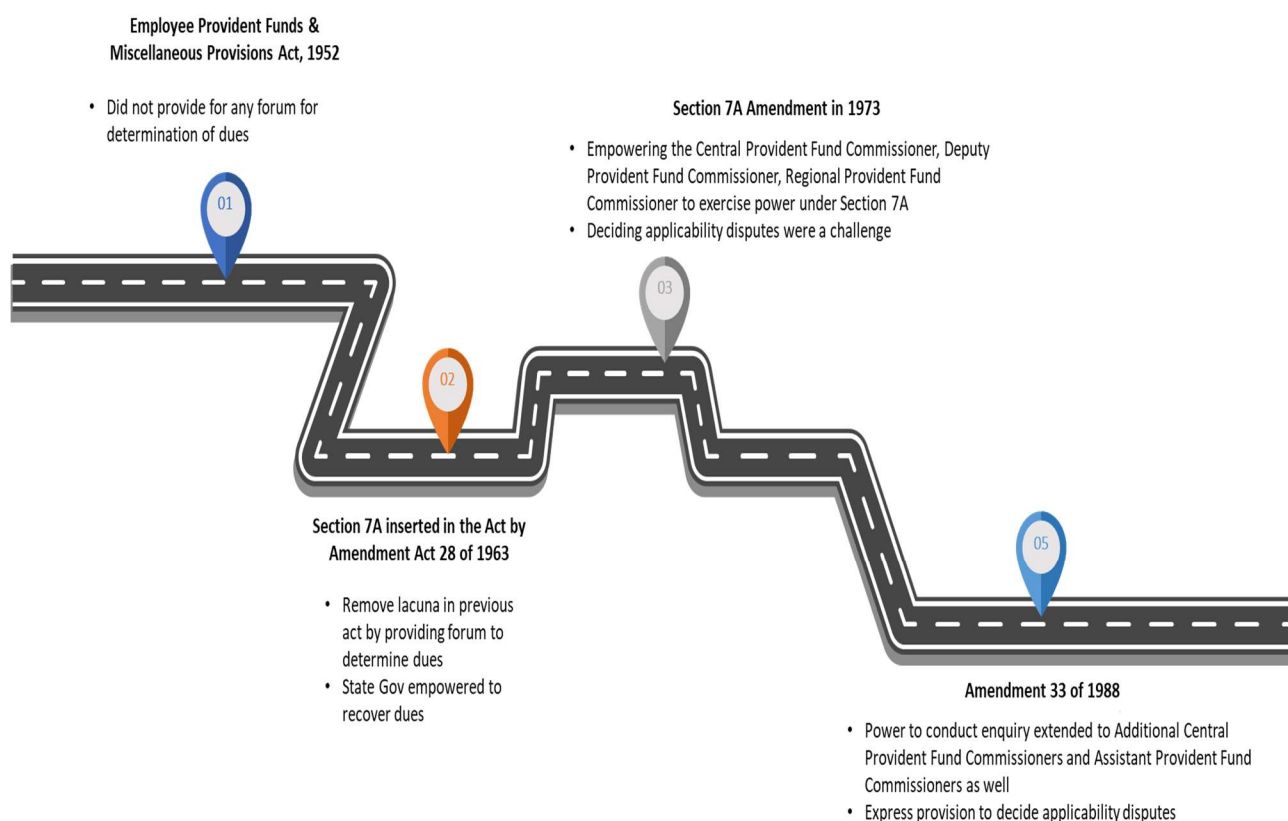 Employee Provident Funds &
Miscellaneous Provisions Act, 1952
• Did not provide for any forum for
determination of dues
01
Section 7A inserted in the Act by
Amendment Act 28 of 1963
• Remove lacuna in previous
act by providing forum to
determine dues
• State Gov empowered to
recover dues
02
Section 7A Amendment in 1973
• Empowering the Central Provident Fund Commissioner, Deputy
Provident Fund Commissioner, Regional Provident Fund
Commissioner to exercise power under Section 7A
• Deciding applicability disputes were a challenge
03
05
Amendment 33 of 1988
• Power to conduct enquiry extended to Additional Central
Provident Fund Commissioners and Assistant Provident Fund
Commissioners as well
• Express provision to decide applicability disputes